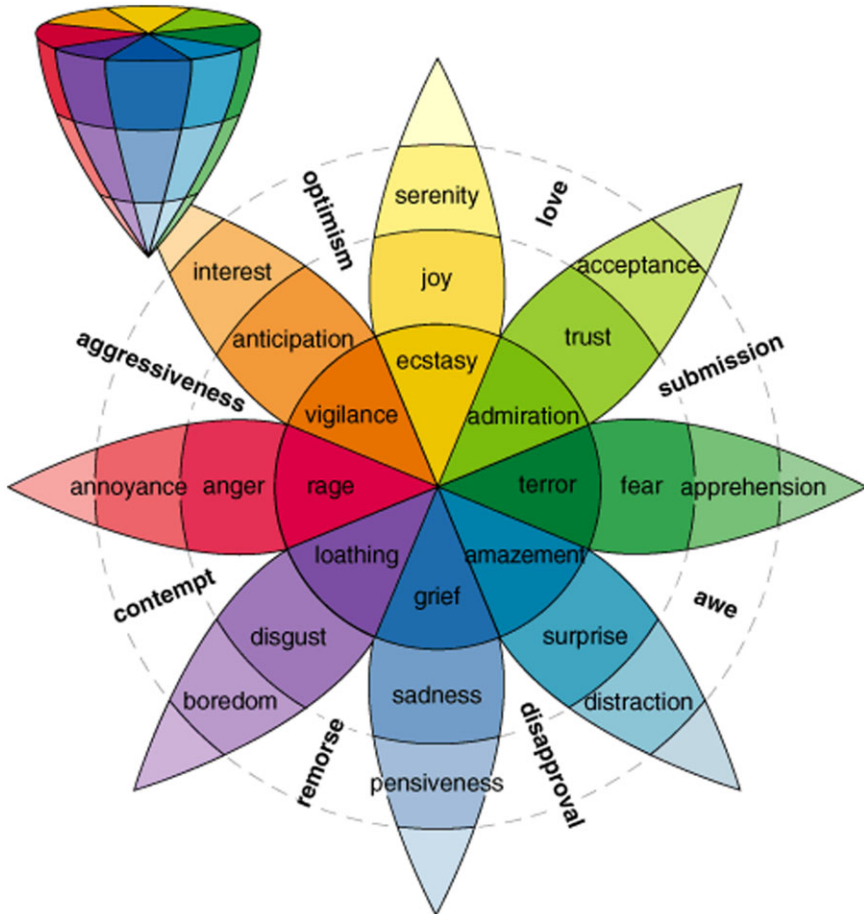 optimism
love
serenity
interest
acceptance
joy
anticipation
trust
aggressiveness
submission
ecstasy
vigilance
admiration
annoyance
anger
rage
terror
fear
apprehension
loathing
amazement
grief
contempt
awe
disgust
surprise
boredom
sadness
distraction
remorse
disapproval
pensiveness